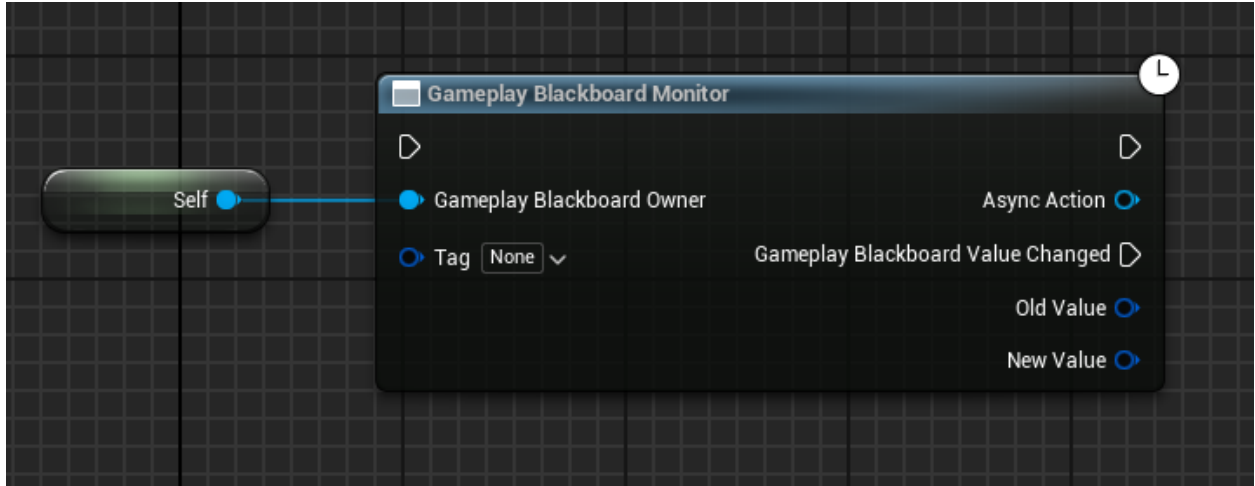 Gameplay Blackboard Monitor
Self
Gameplay Blackboard Owner
Async Action
Tag None
Gameplay Blackboard Value Changed
Old Value
New Value